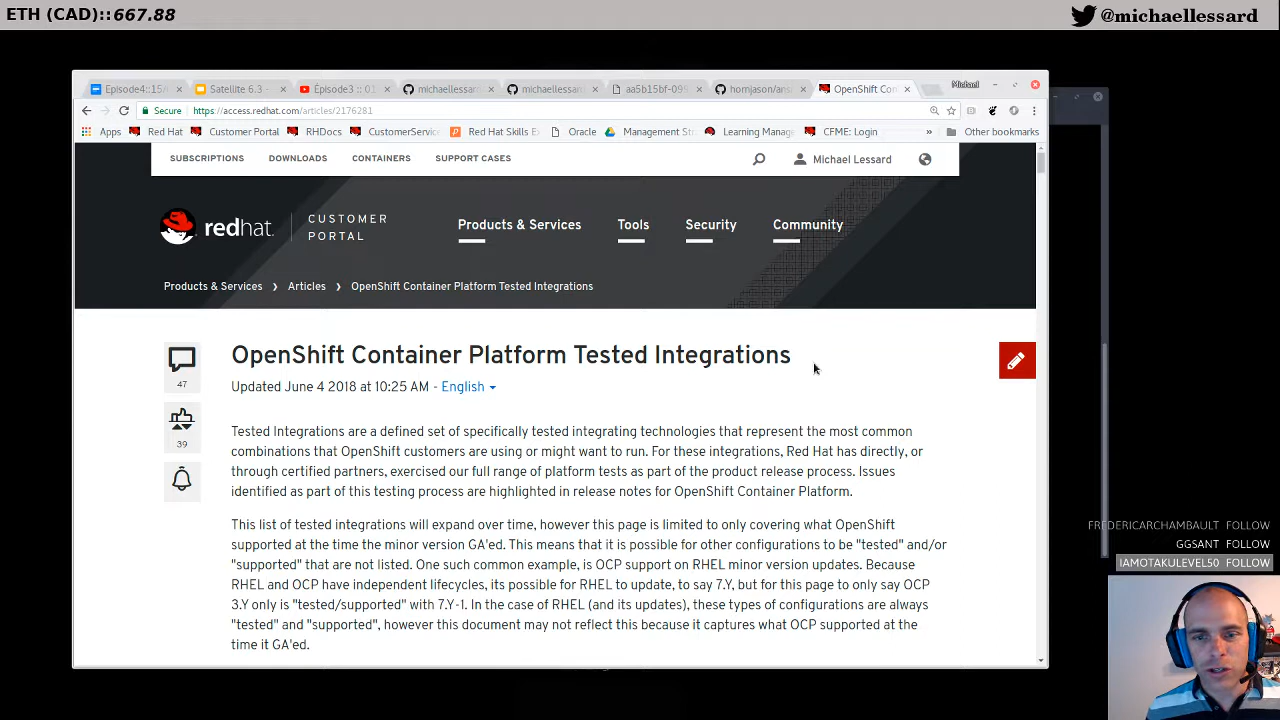 ETH (CAD)::667.88
@michaellessard
Episode4::15
Satellite 6.3 -
Épisode3 :: 01
michaellessar
michaellessar
aa5b15bf-099
hornjason/ans
OpenShift Con
Michael
Secure
https://access.redhat.com/articles/2176281
Apps
Red Hat
Customer Portal
RHDocs
CustomerService
Red Hat Skills E
Oracle
Management Str
Learning Manag
CFME: Login
»
Other bookmarks
SUBSCRIPTIONS
DOWNLOADS
CONTAINERS
SUPPORT CASES
Michael Lessard
redhat.
CUSTOMER
PORTAL
Products & Services
Tools
Security
Community
Products & Services
Articles
OpenShift Container Platform Tested Integrations
47
39
OpenShift Container Platform Tested Integrations
Updated June 4 2018 at 10:25 AM - English
Tested Integrations are a defined set of specifically tested integrating technologies that represent the most common
combinations that OpenShift customers are using or might want to run. For these integrations, Red Hat has directly, or
through certified partners, exercised our full range of platform tests as part of the product release process. Issues
identified as part of this testing process are highlighted in release notes for OpenShift Container Platform.
This list of tested integrations will expand over time, however this page is limited to only covering what OpenShift
supported at the time the minor version GA'ed. This means that it is possible for other configurations to be "tested" and/or
"supported" that are not listed. One such common example, is OCP support on RHEL minor version updates. Because
RHEL and OCP have independent lifecycles, its possible for RHEL to update, to say 7.Y, but for this page to only say OCP
3.Y only is "tested/supported" with 7.Y-1. In the case of RHEL (and its updates), these types of configurations are always
"tested" and "supported", however this document may not reflect this because it captures what OCP supported at the
time it GA'ed.
FREDERICARCHAMBAULT FOLLOW
GGSANT FOLLOW
IAMOTAKULEVEL50 FOLLOW